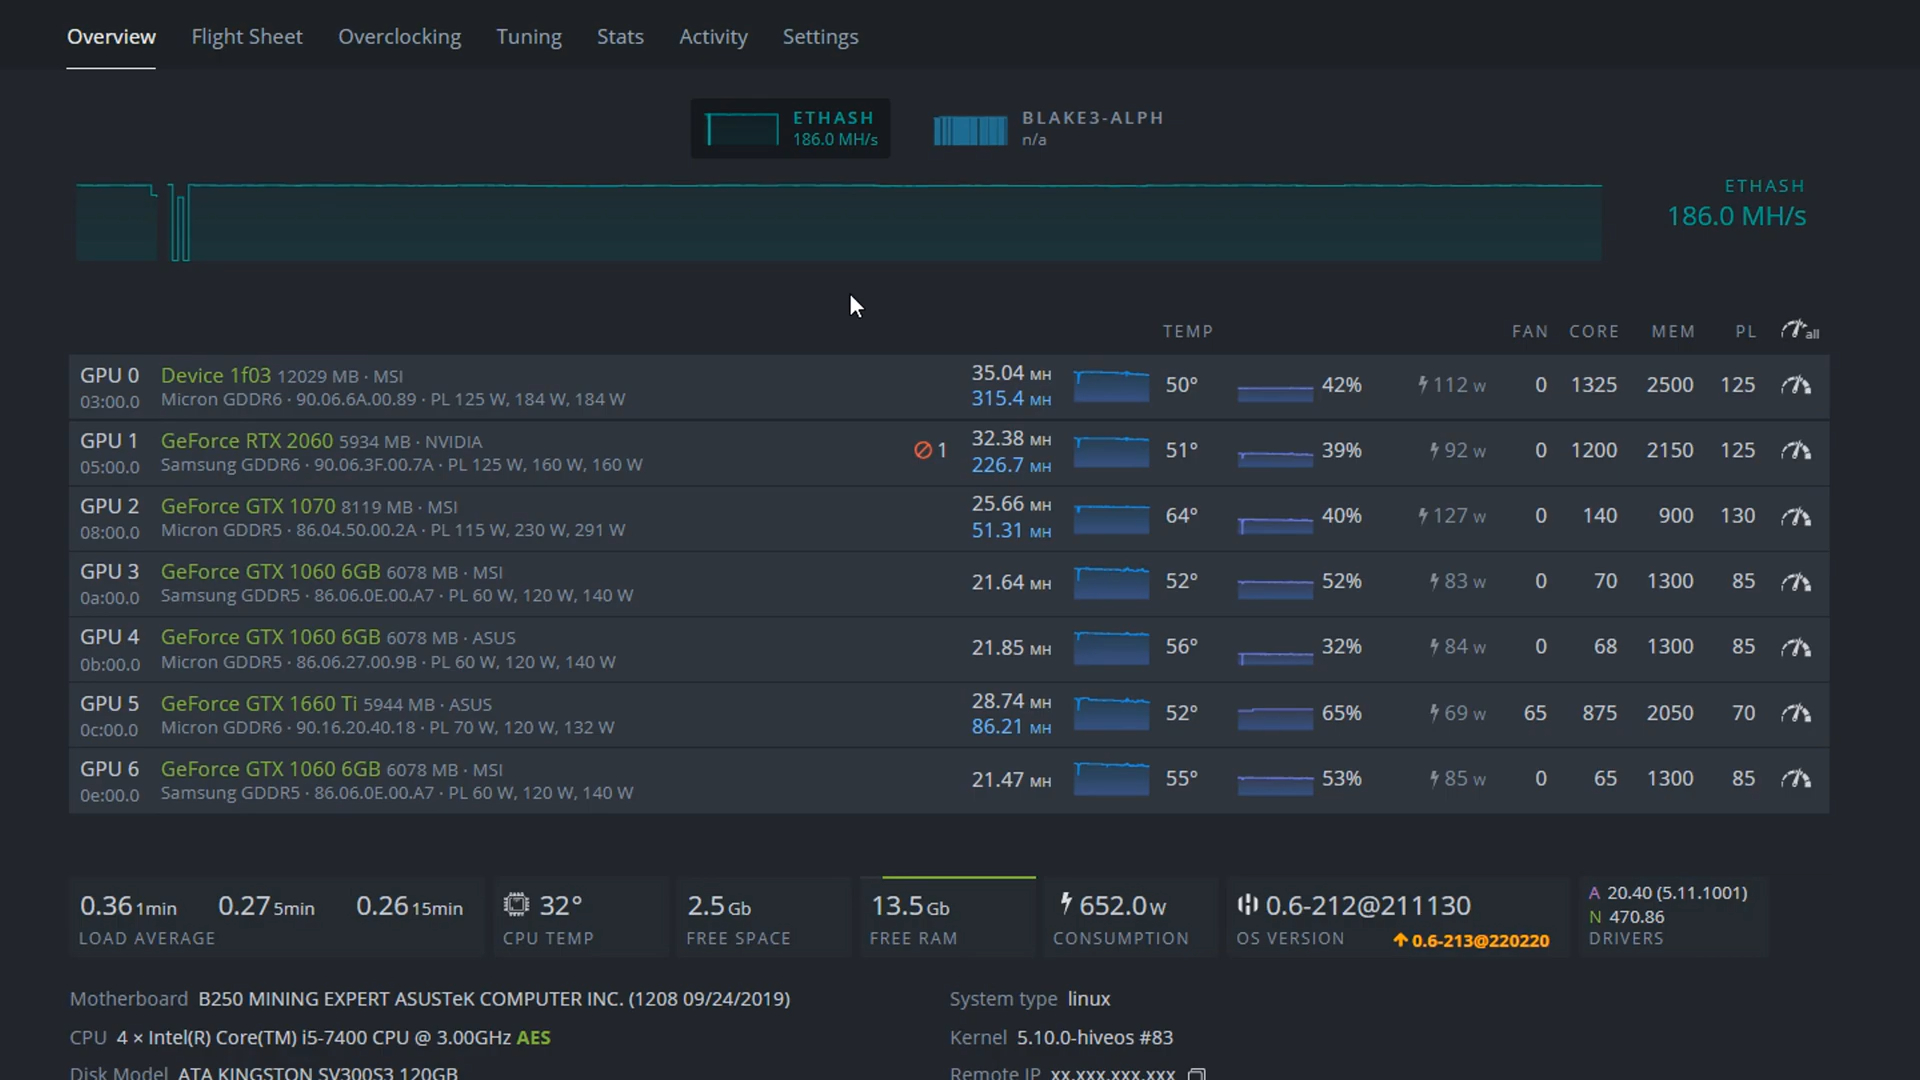 Overview Flight Sheet Overclocking Tuning Stats Activity Settings
ETHASH
186.0 MH/s
BLAKE3-ALPH
n/a
ETHASH
186.0 MH/s
TEMP FAN CORE MEM PL all
GPU 0 Device 1f03 12029 MB · MSI 35.04 MH 50° 42% 112 W 0 1325 2500 125
03:00.0 Micron GDDR6 · 90.06.6A.00.89 · PL 125 W, 184 W, 184 W 315.4 MH
GPU 1 GeForce RTX 2060 5934 MB · NVIDIA 1 32.38 MH 51° 39% 92 W 0 1200 2150 125
05:00.0 Samsung GDDR6 · 90.06.3F.00.7A · PL 125 W, 160 W, 160 W 226.7 MH
GPU 2 GeForce GTX 1070 8119 MB · MSI 25.66 MH 64° 40% 127 W 0 140 900 130
08:00.0 Micron GDDR5 · 86.04.50.00.2A · PL 115 W, 230 W, 291 W 51.31 MH
GPU 3 GeForce GTX 1060 6GB 6078 MB · MSI 21.64 MH 52° 52% 83 W 0 70 1300 85
0a:00.0 Samsung GDDR5 · 86.06.0E.00.A7 · PL 60 W, 120 W, 140 W
GPU 4 GeForce GTX 1060 6GB 6078 MB · ASUS 21.85 MH 56° 32% 84 W 0 68 1300 85
0b:00.0 Micron GDDR5 · 86.06.27.00.9B · PL 60 W, 120 W, 140 W
GPU 5 GeForce GTX 1660 Ti 5944 MB · ASUS 28.74 MH 52° 65% 69 W 65 875 2050 70
0c:00.0 Micron GDDR6 · 90.16.20.40.18 · PL 70 W, 120 W, 132 W 86.21 MH
GPU 6 GeForce GTX 1060 6GB 6078 MB · MSI 21.47 MH 55° 53% 85 W 0 65 1300 85
0e:00.0 Samsung GDDR5 · 86.06.0E.00.A7 · PL 60 W, 120 W, 140 W
0.36 1min 0.27 5min 0.26 15min
LOAD AVERAGE
32°
CPU TEMP
2.5 Gb
FREE SPACE
13.5 Gb
FREE RAM
652.0 W
CONSUMPTION
0.6-212@211130
OS VERSION 0.6-213@220220
A 20.40 (5.11.1001)
N 470.86
DRIVERS
Motherboard B250 MINING EXPERT ASUSTeK COMPUTER INC. (1208 09/24/2019)
CPU 4 × Intel(R) Core(TM) i5-7400 CPU @ 3.00GHz AES
Disk Model ATA KINGSTON SV300S3 120GB
System type linux
Kernel 5.10.0-hiveos #83
Remote IP xx.xxx.xxx.xxx